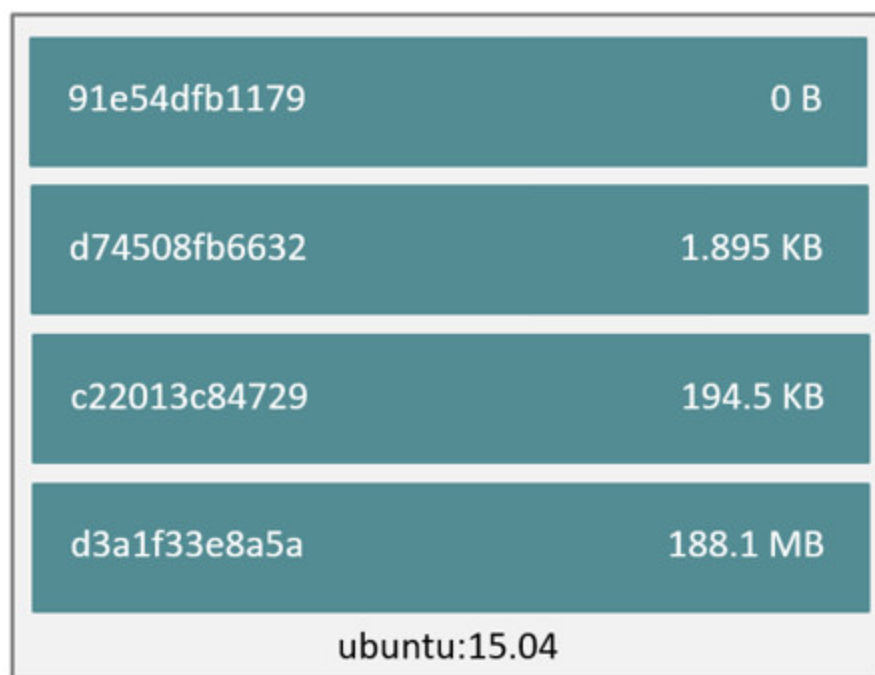 91e54dfb1179 0 B
d74508fb6632 1.895 KB
c22013c84729 194.5 KB
d3a1f33e8a5a 188.1 MB
ubuntu:15.04